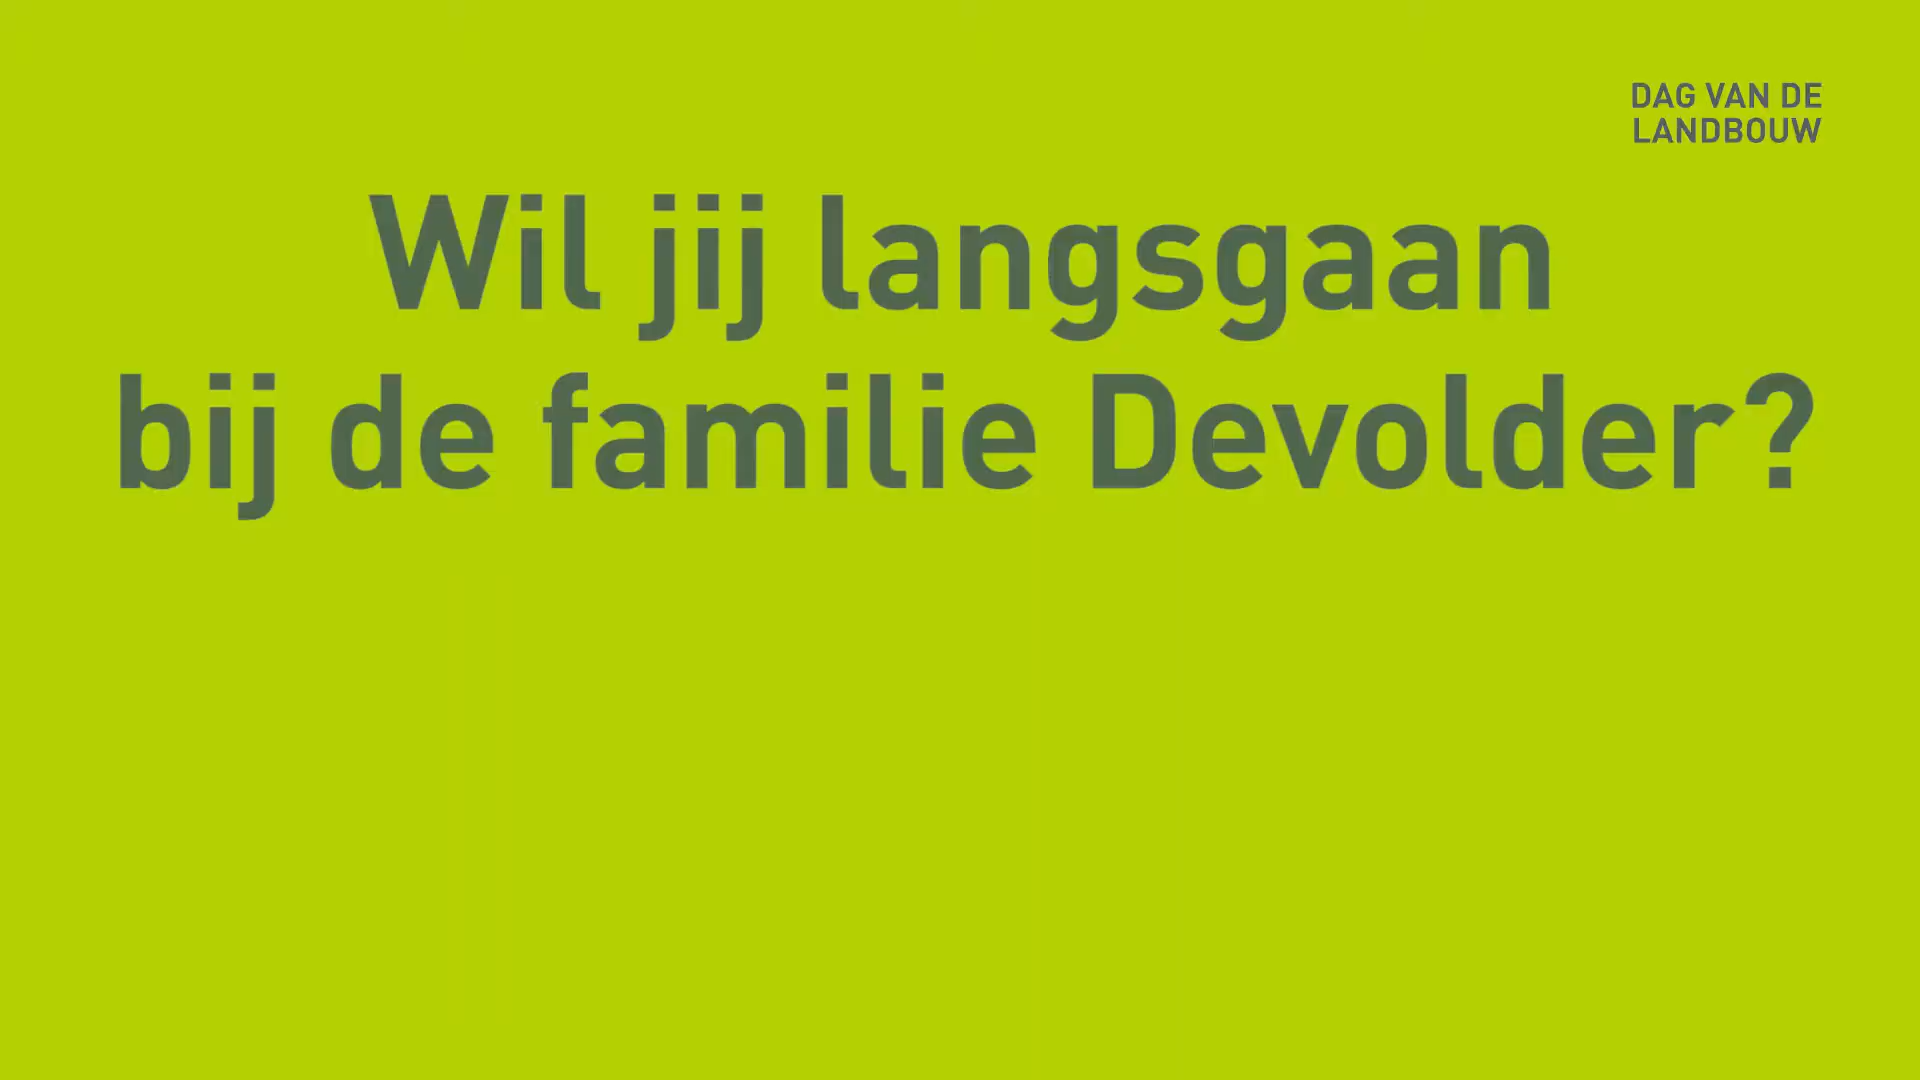 DAG VAN DE
LANDBOUW
Wil jij langsgaan
bij de familie Devolder?